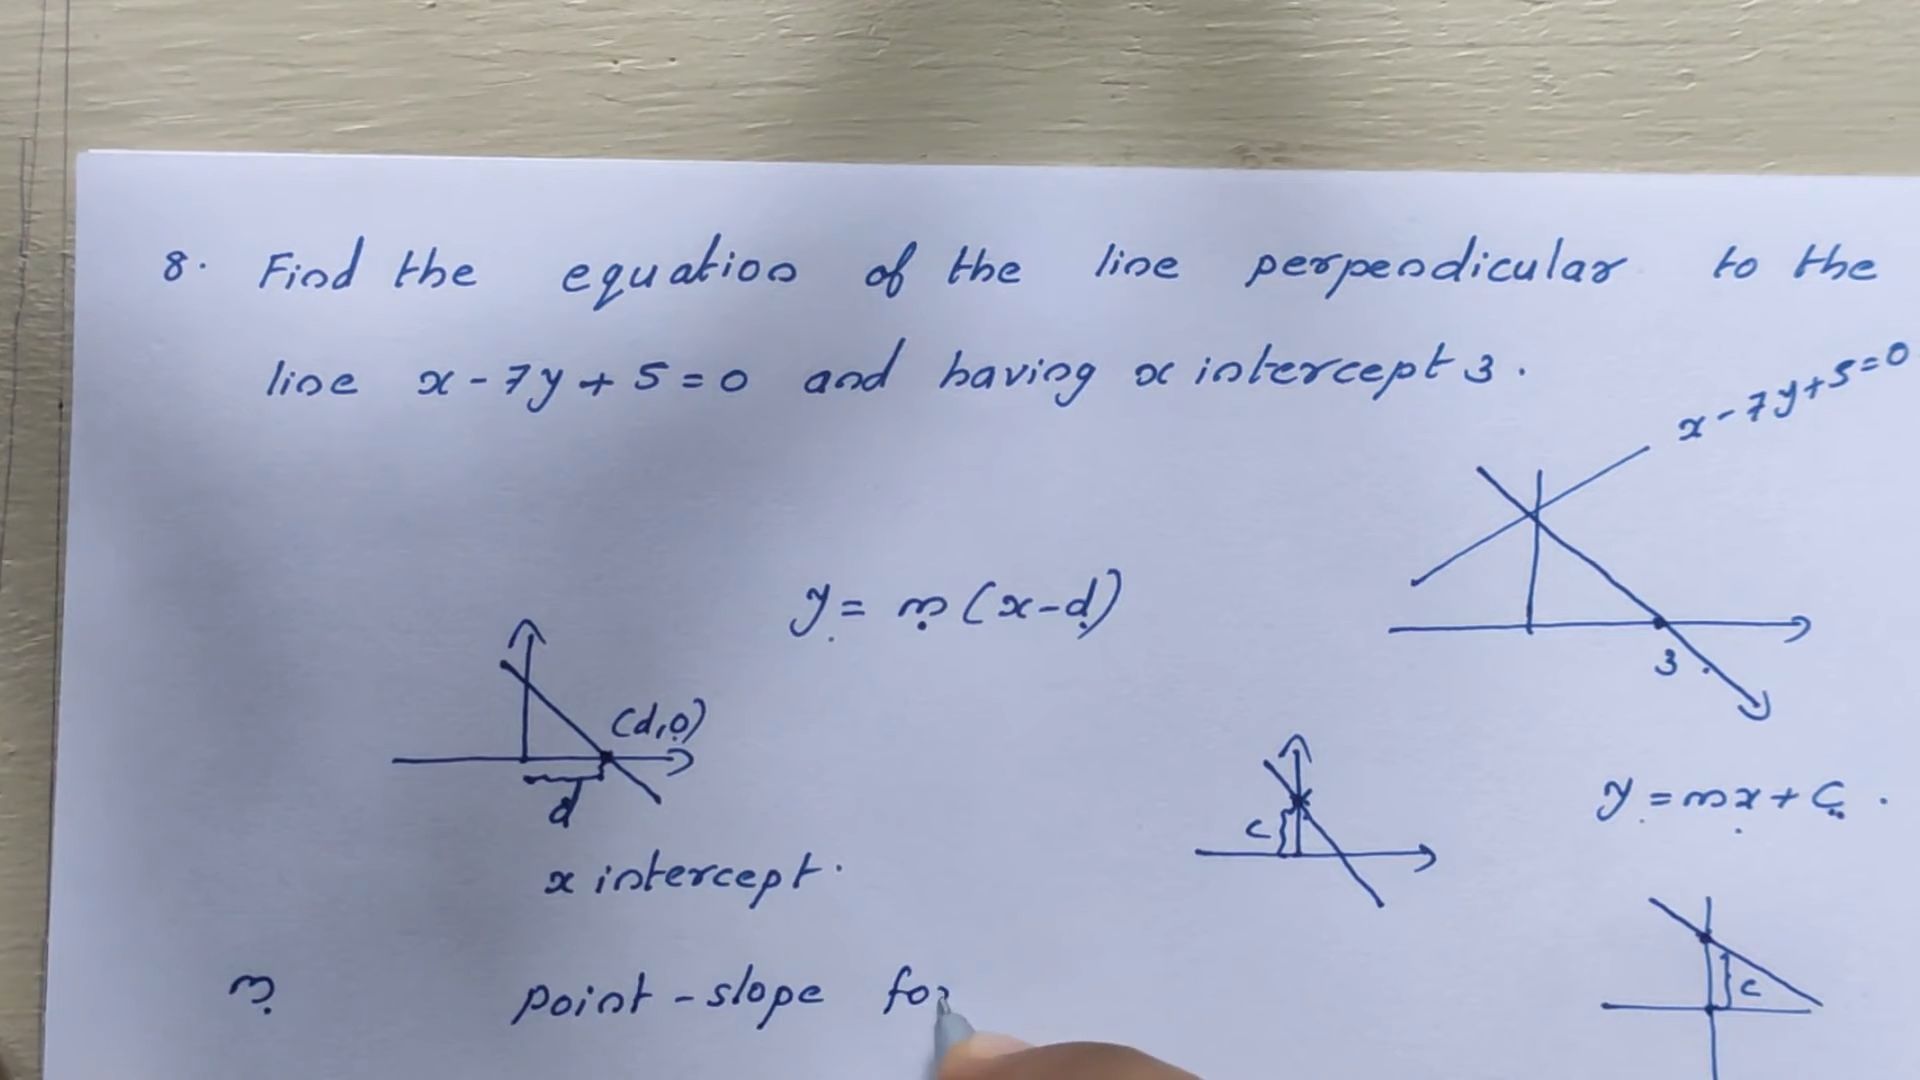 8. Find the equation of the line perpendicular to the
line x - 7y + 5 = 0 and having x intercept 3.
x - 7y + 5 = 0
y = m (x-d)
3
(d,0)
d
x intercept.
c
y = mx + c.
c
m
point - slope for